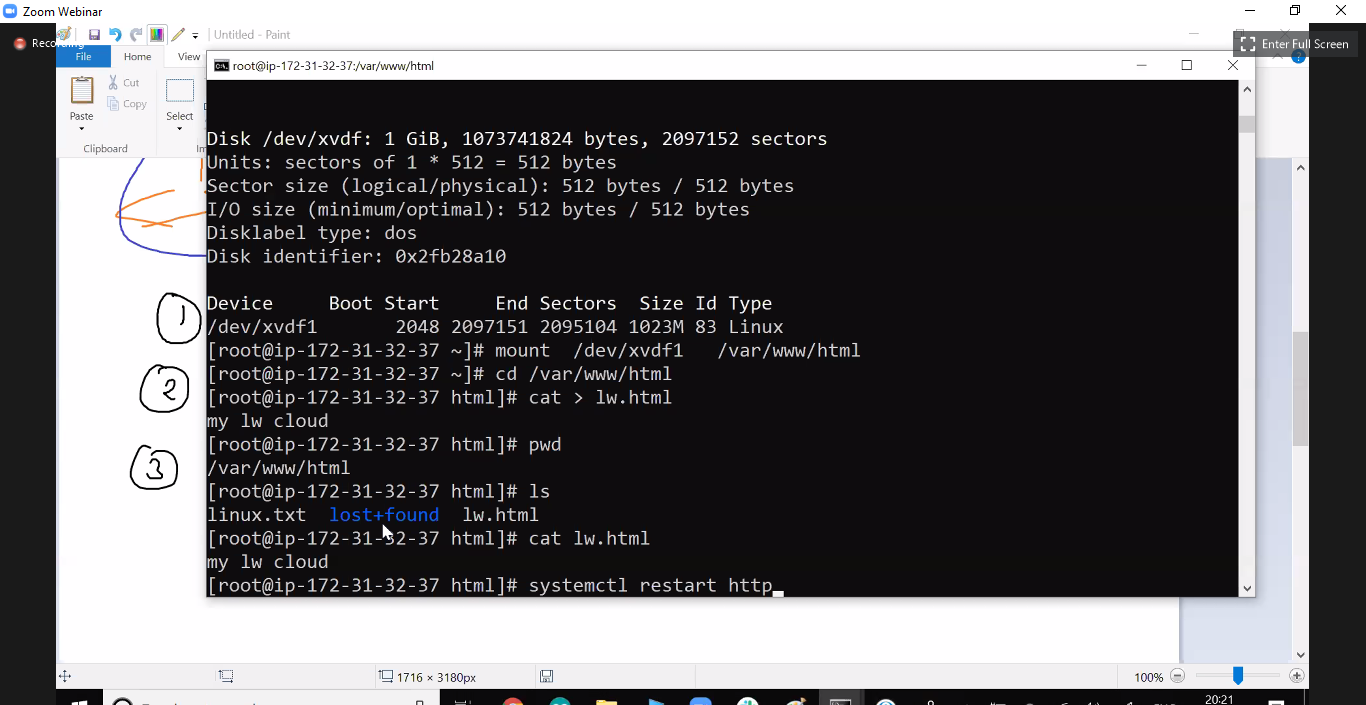 Zoom Webinar
Untitled - Paint
File
Home
View
Enter Full Screen
Paste
Cut
Copy
Clipboard
Select
root@ip-172-31-32-37:/var/www/html
Disk /dev/xvdf: 1 GiB, 1073741824 bytes, 2097152 sectors
Units: sectors of 1 * 512 = 512 bytes
Sector size (logical/physical): 512 bytes / 512 bytes
I/O size (minimum/optimal): 512 bytes / 512 bytes
Disklabel type: dos
Disk identifier: 0x2fb28a10
Device     Boot Start     End Sectors  Size Id Type
/dev/xvdf1       2048 2097151 2095104 1023M 83 Linux
[root@ip-172-31-32-37 ~]# mount  /dev/xvdf1   /var/www/html
[root@ip-172-31-32-37 ~]# cd /var/www/html
[root@ip-172-31-32-37 html]# cat > lw.html
my lw cloud
[root@ip-172-31-32-37 html]# pwd
/var/www/html
[root@ip-172-31-32-37 html]# ls
linux.txt  lost+found  lw.html
[root@ip-172-31-32-37 html]# cat lw.html
my lw cloud
[root@ip-172-31-32-37 html]# systemctl restart http
1
2
3
1716 × 3180px
100%
20:21